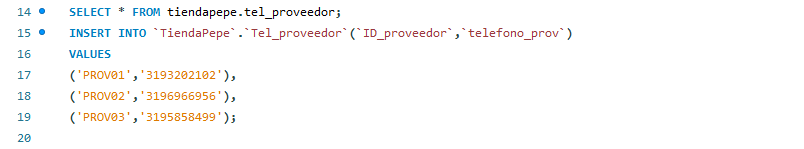 14 SELECT * FROM tiendapepe.tel_proveedor;
15 INSERT INTO `TiendaPepe`.`Tel_proveedor`(`ID_proveedor`,`telefono_prov`)
16 VALUES
17 ('PROV01','3193202102'),
18 ('PROV02','3196966956'),
19 ('PROV03','3195858499');
20